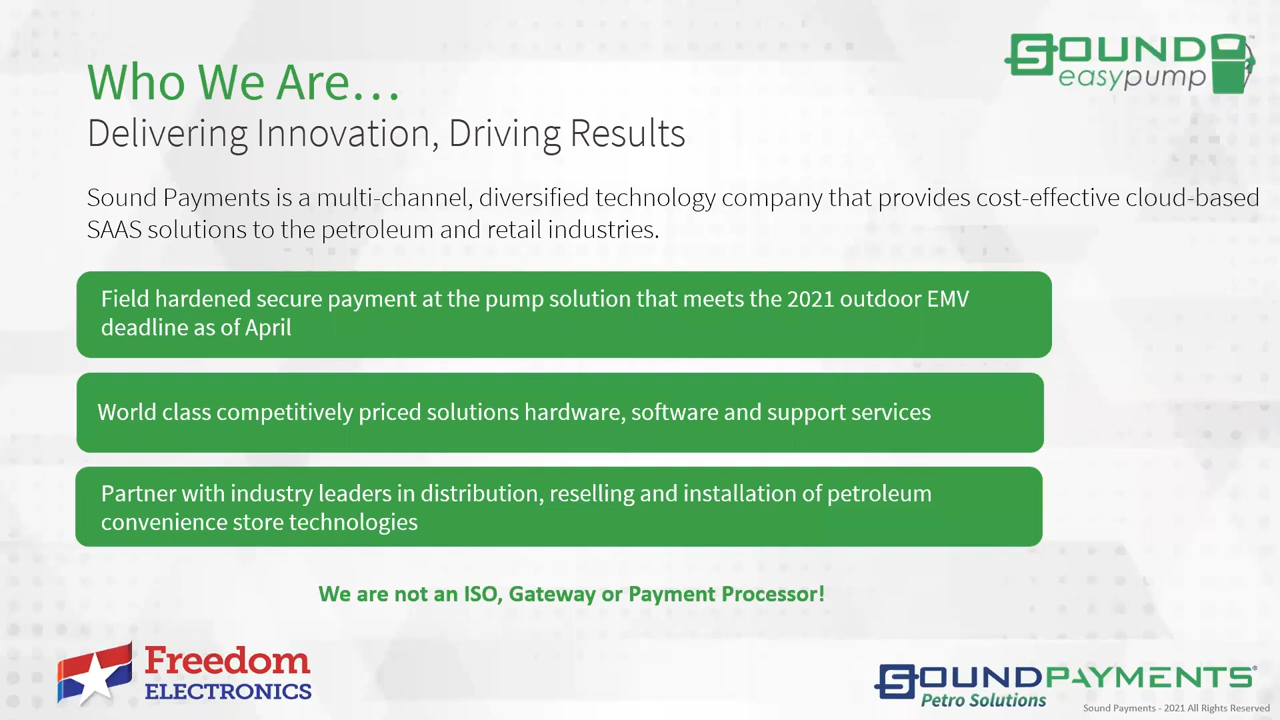 SOUND
easypump
Who We Are...
Delivering Innovation, Driving Results
Sound Payments is a multi-channel, diversified technology company that provides cost-effective cloud-based
SAAS solutions to the petroleum and retail industries.
Field hardened secure payment at the pump solution that meets the 2021 outdoor EMV
deadline as of April
World class competitively priced solutions hardware, software and support services
Partner with industry leaders in distribution, reselling and installation of petroleum
convenience store technologies
We are not an ISO, Gateway or Payment Processor!
Freedom
ELECTRONICS
SOUNDPAYMENTS®
Petro Solutions
Sound Payments - 2021 All Rights Reserved